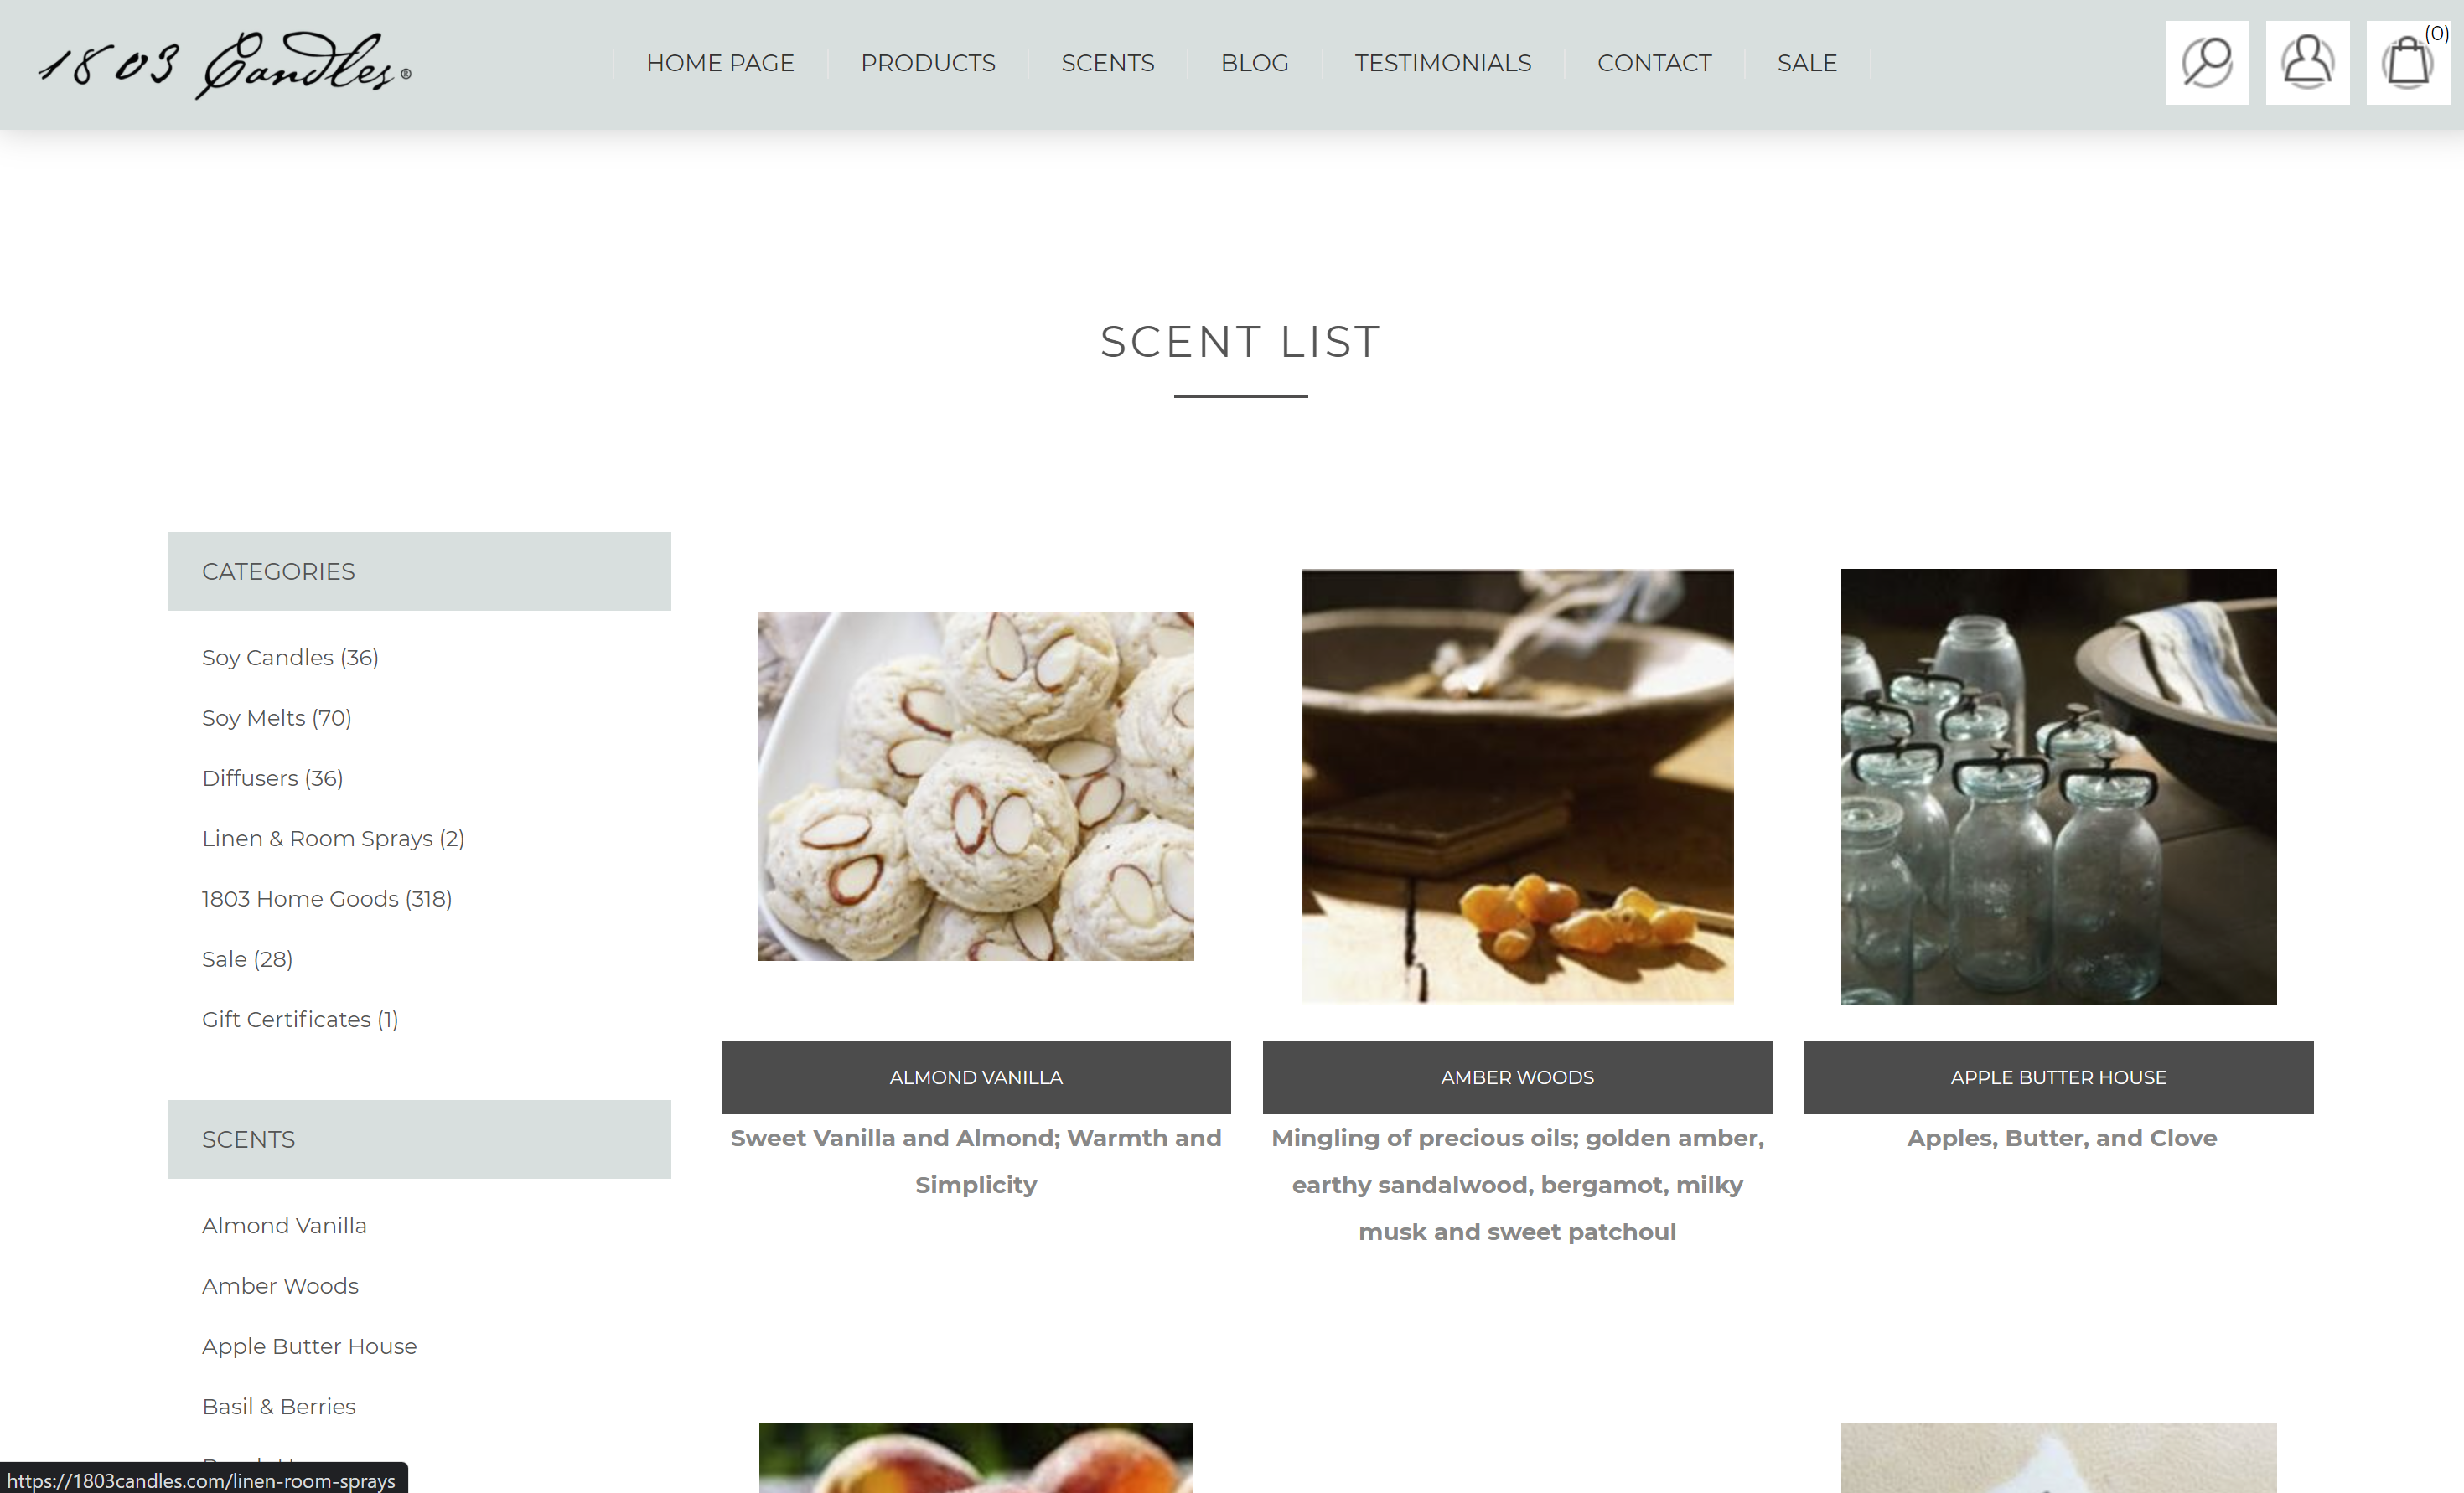 1803 Candles®
HOME PAGE
PRODUCTS
SCENTS
BLOG
TESTIMONIALS
CONTACT
SALE
(0)
SCENT LIST
CATEGORIES
Soy Candles (36)
Soy Melts (70)
Diffusers (36)
Linen & Room Sprays (2)
1803 Home Goods (318)
Sale (28)
Gift Certificates (1)
SCENTS
Almond Vanilla
Amber Woods
Apple Butter House
Basil & Berries
ALMOND VANILLA
Sweet Vanilla and Almond; Warmth and
Simplicity
AMBER WOODS
Mingling of precious oils; golden amber,
earthy sandalwood, bergamot, milky
musk and sweet patchoul
APPLE BUTTER HOUSE
Apples, Butter, and Clove
https://1803candles.com/linen-room-sprays